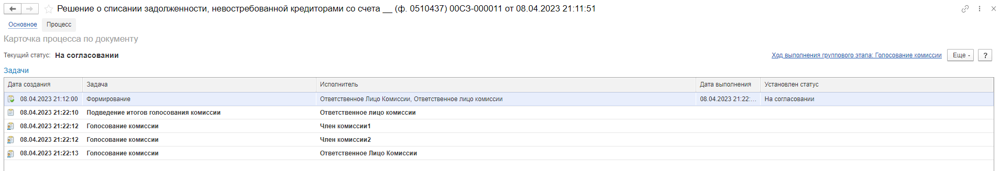 Решение о списании задолженности, невостребованной кредиторами со счета __ (ф. 0510437) 00СЗ-000011 от 08.04.2023 21:11:51
Основное Процесс
Карточка процесса по документу
Текущий статус: На согласовании Ход выполнения группового этапа: Голосование комиссии Еще ?
Задачи
Дата создания Задача Исполнитель Дата выполнения Установлен статус
08.04.2023 21:12:00 Формирование Ответственное Лицо Комиссии, Ответственное лицо комиссии 08.04.2023 21:22:... На согласовании
08.04.2023 21:22:10 Подведение итогов голосования комиссии Ответственное лицо комиссии
08.04.2023 21:22:12 Голосование комиссии Член комиссии1
08.04.2023 21:22:12 Голосование комиссии Член комиссии2
08.04.2023 21:22:13 Голосование комиссии Ответственное Лицо Комиссии